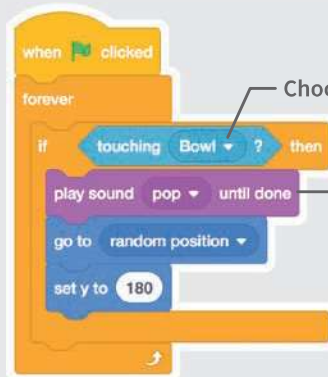 when clicked
forever
Choo
if touching Bowl ? then
play sound pop until done
go to random position
set y to 180